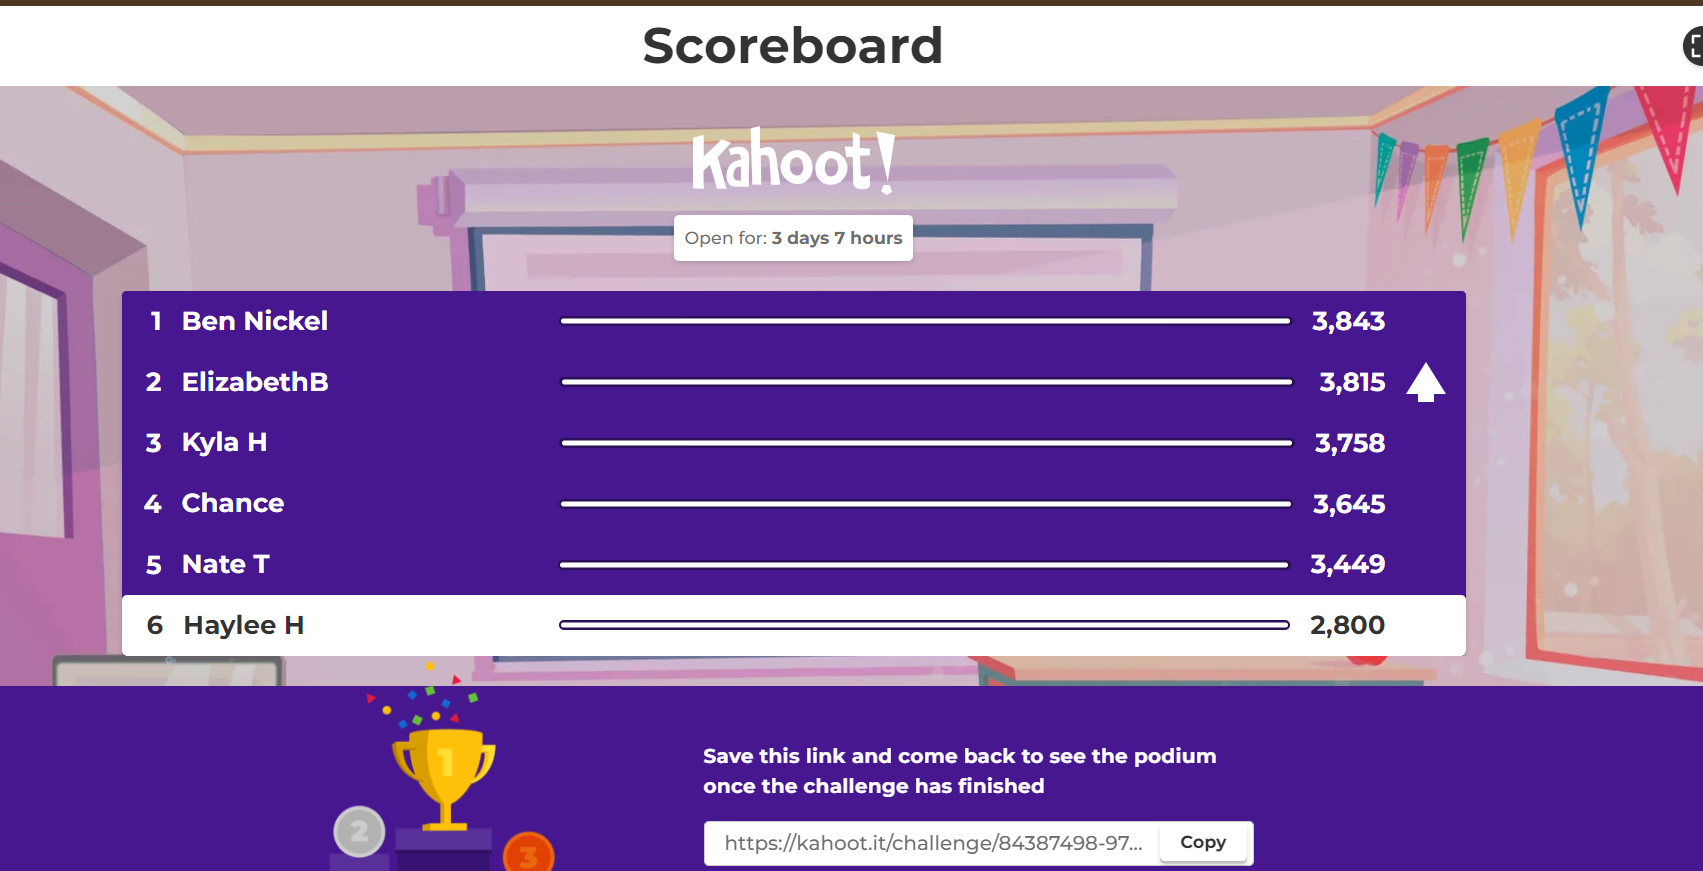 Scoreboard
Kahoot!
Open for: 3 days 7 hours
1 Ben Nickel 3,843
2 ElizabethB 3,815
3 Kyla H 3,758
4 Chance 3,645
5 Nate T 3,449
6 Haylee H 2,800
Save this link and come back to see the podium
once the challenge has finished
https://kahoot.it/challenge/84387498-97... Copy
1
2
3